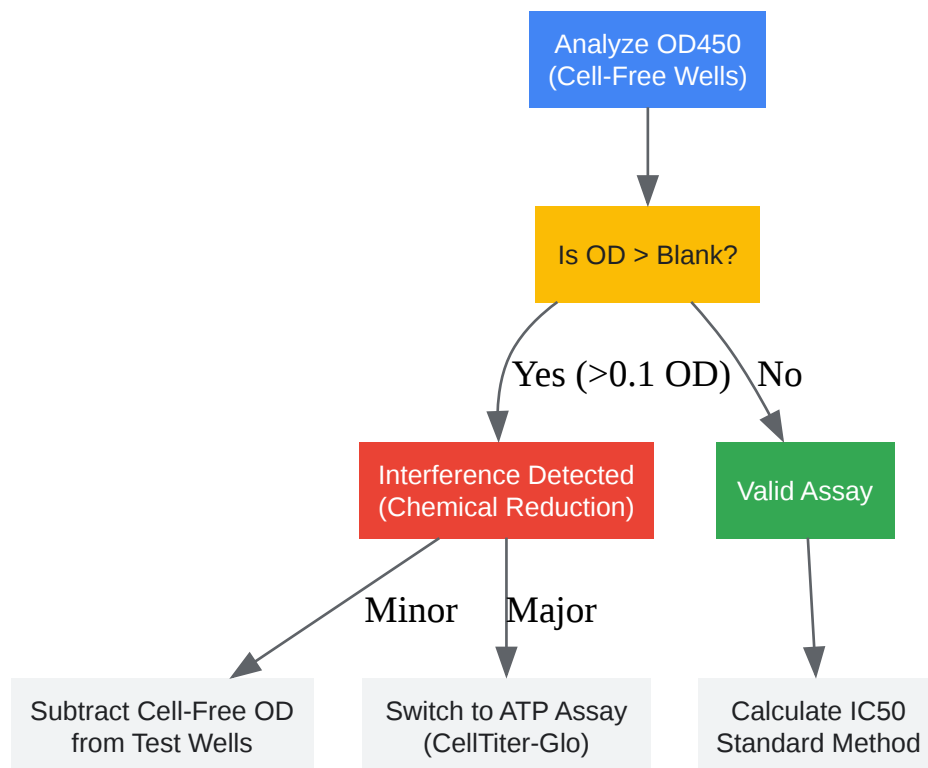 Analyze OD450
(Cell-Free Wells)
Is OD > Blank?
Yes (>0.1 OD)
No
Interference Detected
(Chemical Reduction)
Valid Assay
Minor
Major
Subtract Cell-Free OD
from Test Wells
Switch to ATP Assay
(CellTiter-Glo)
Calculate IC50
Standard Method